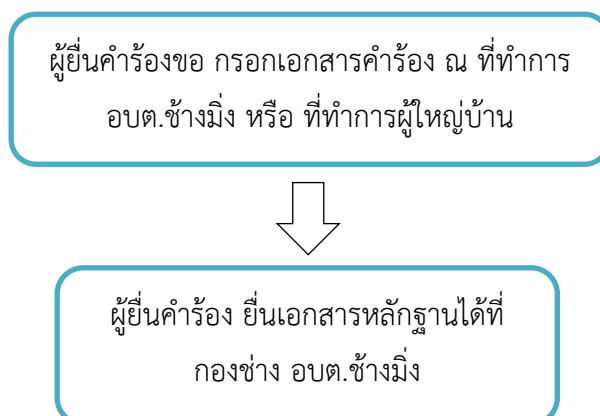 ผู้ยื่นคำร้องขอ กรอกเอกสารคำร้อง ณ ที่ทำการ
อบต.ช้างมิ่ง หรือ ที่ทำการผู้ใหญ่บ้าน
ผู้ยื่นคำร้อง ยื่นเอกสารหลักฐานได้ที่
กองช่าง อบต.ช้างมิ่ง